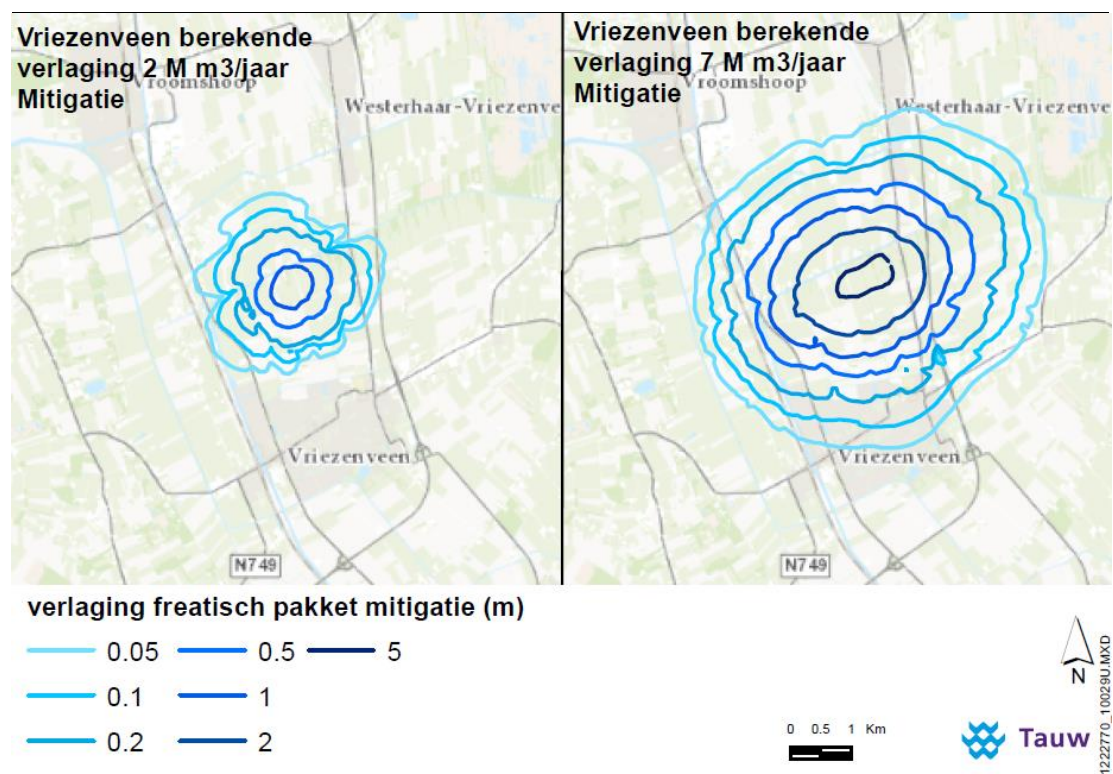 Vriezenveen berekende
verlaging 2 M m3/jaar
Mitigatie
Vroomshoop
Westerhaar-Vriezenve
Vriezenveen
N749
Vriezenveen berekende
verlaging 7 M m3/jaar
Mitigatie
Vroomshoop
Westerhaar-Vriezenve
Vriezenveen
N749
verlaging freatisch pakket mitigatie (m)
0.05 0.5 5
0.1 1
0.2 2
0 0.5 1 Km
N
Tauw
1222770_10029U.MXD